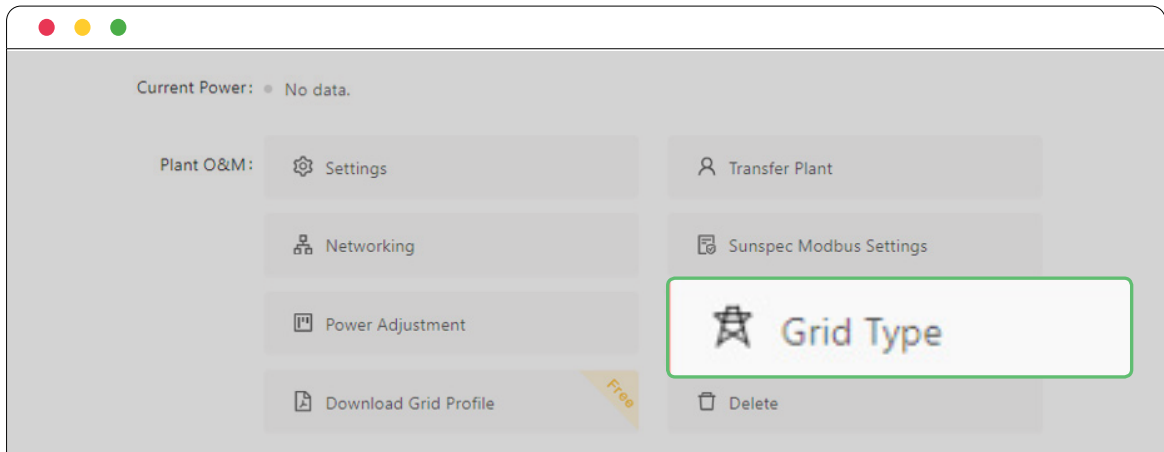 Current Power: No data.
Plant O&M: Settings Transfer Plant
Networking Sunspec Modbus Settings
Power Adjustment Grid Type
Download Grid Profile Free Delete